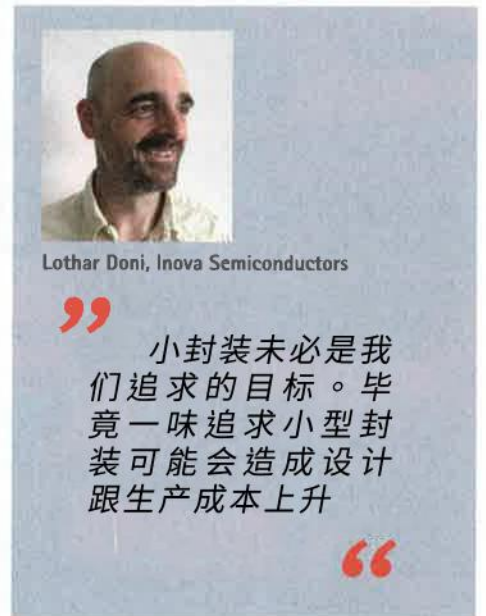 Lothar Doni, Inova Semiconductors
”
小封装未必是我
们追求的目标。毕
竟一味追求小型封
装可能会造成设计
跟生产成本上升
“